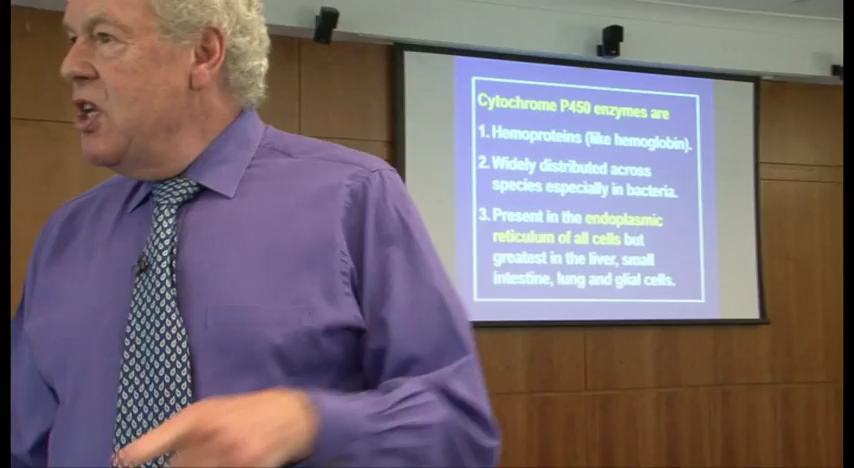 Cytochrome P450 enzymes are
1. Hemoproteins (like hemoglobin).
2. Widely distributed across
species especially in bacteria.
3. Present in the endoplasmic
reticulum of all cells but
greatest in the liver, small
intestine, lung and glial cells.